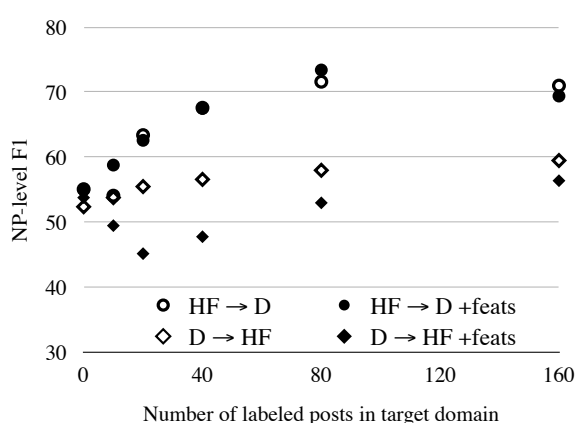 80
70
60
50
40
30
NP-level F1
HF → D
HF → D +feats
D → HF
D → HF +feats
0 40 80 120 160
Number of labeled posts in target domain